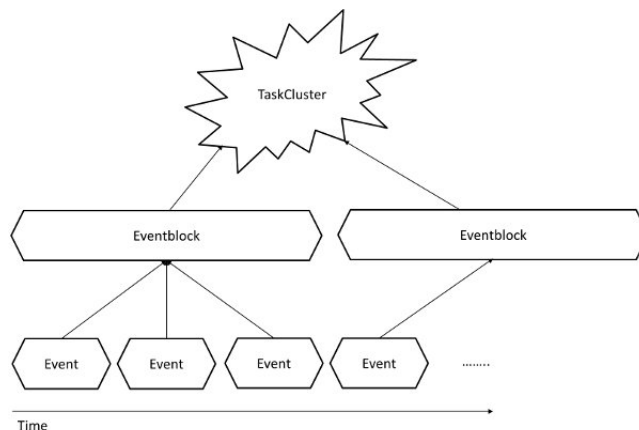 TaskCluster
Eventblock
Eventblock
Event
Event
Event
Event
........
Time